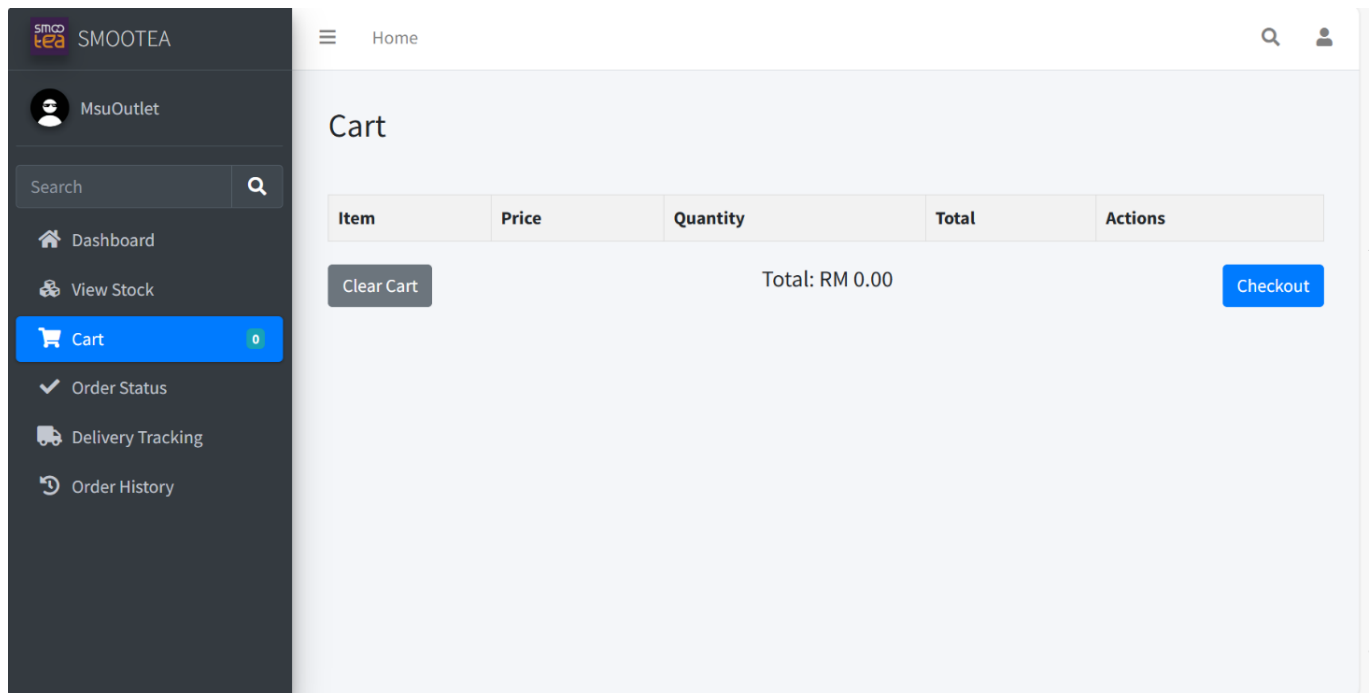 smoo
tea
SMOOTEA
Home
MsuOutlet
Search
Dashboard
View Stock
Cart 0
Order Status
Delivery Tracking
Order History
Cart
Item Price Quantity Total Actions
Clear Cart Total: RM 0.00 Checkout